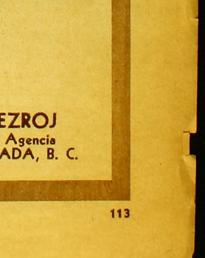 EZROJ
Agencia
ADA, B. C.
113